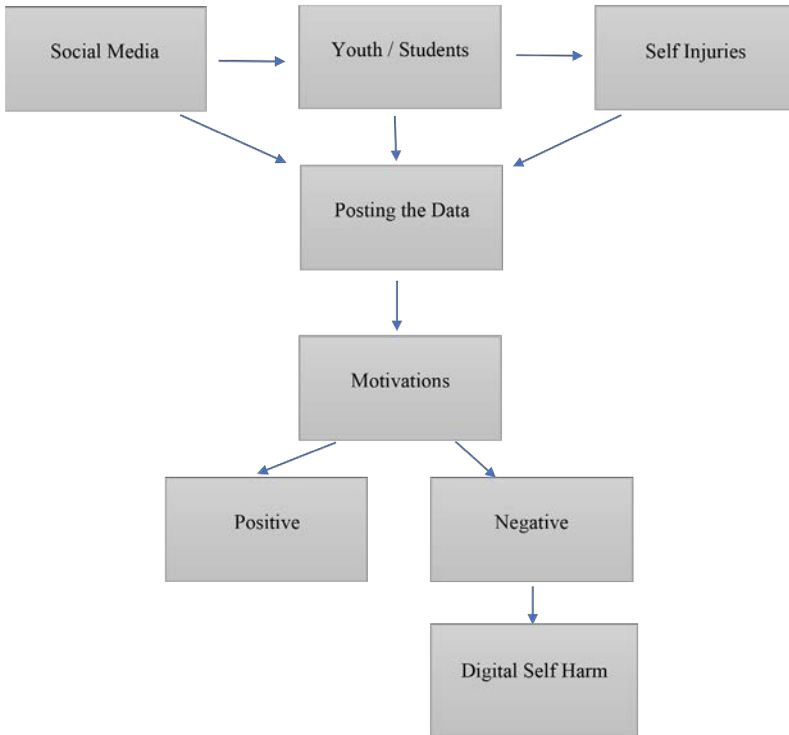 Social Media
Youth / Students
Self Injuries
Posting the Data
Motivations
Positive
Negative
Digital Self Harm